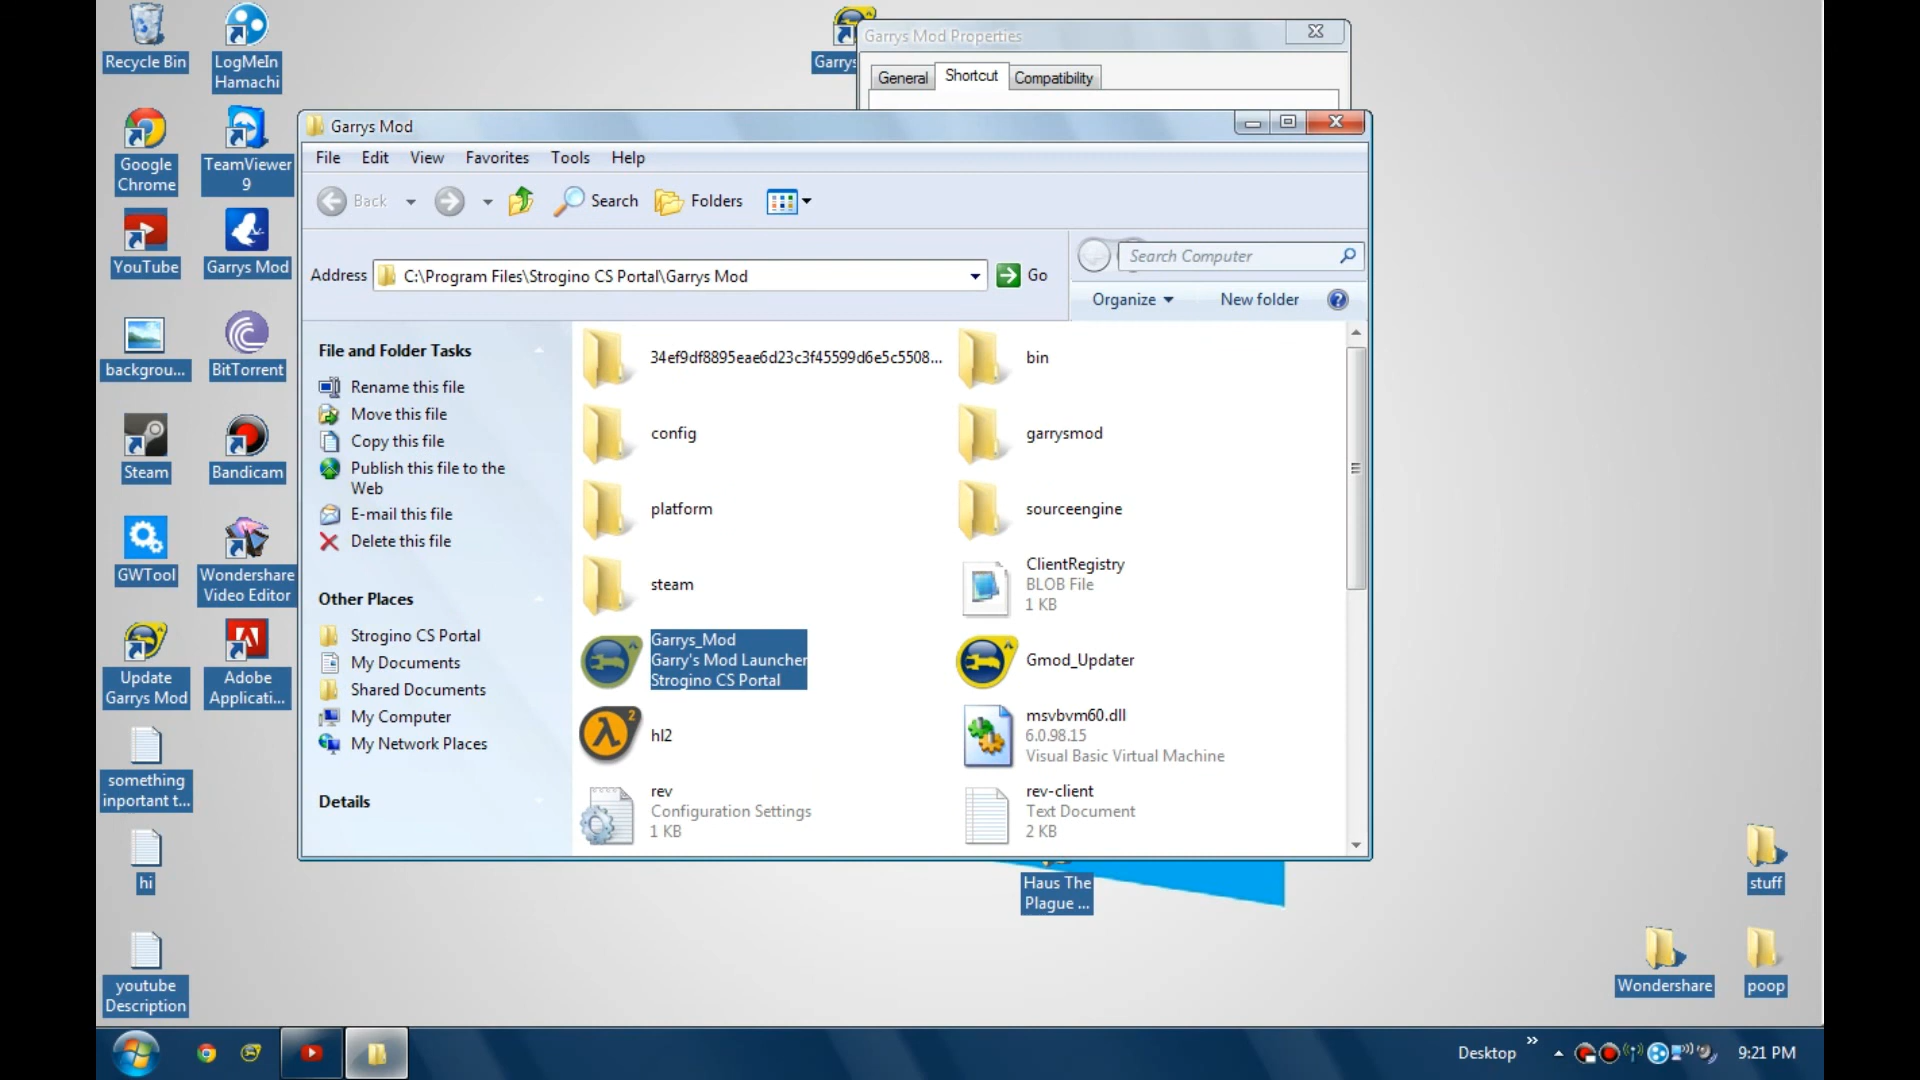 Recycle Bin
LogMeIn
Hamachi
Google
Chrome
TeamViewer
9
YouTube
Garrys Mod
backgrou...
BitTorrent
Steam
Bandicam
GWTool
Wondershare
Video Editor
Update
Garrys Mod
Adobe
Applicati...
something
inportant t...
hi
youtube
Description
Garrys
Garrys Mod Properties
General
Shortcut
Compatibility
Garrys Mod
File
Edit
View
Favorites
Tools
Help
Back
Search
Folders
Address
C:\Program Files\Strogino CS Portal\Garrys Mod
Go
Search Computer
Organize
New folder
File and Folder Tasks
Rename this file
Move this file
Copy this file
Publish this file to the
Web
E-mail this file
Delete this file
Other Places
Strogino CS Portal
My Documents
Shared Documents
My Computer
My Network Places
Details
34ef9df8895eae6d23c3f45599d6e5c5508...
bin
config
garrysmod
platform
sourceengine
steam
ClientRegistry
BLOB File
1 KB
Garrys_Mod
Garry's Mod Launcher
Strogino CS Portal
Gmod_Updater
hl2
msvbvm60.dll
6.0.98.15
Visual Basic Virtual Machine
rev
Configuration Settings
1 KB
rev-client
Text Document
2 KB
Haus The
Plague ...
stuff
Wondershare
poop
Desktop
9:21 PM